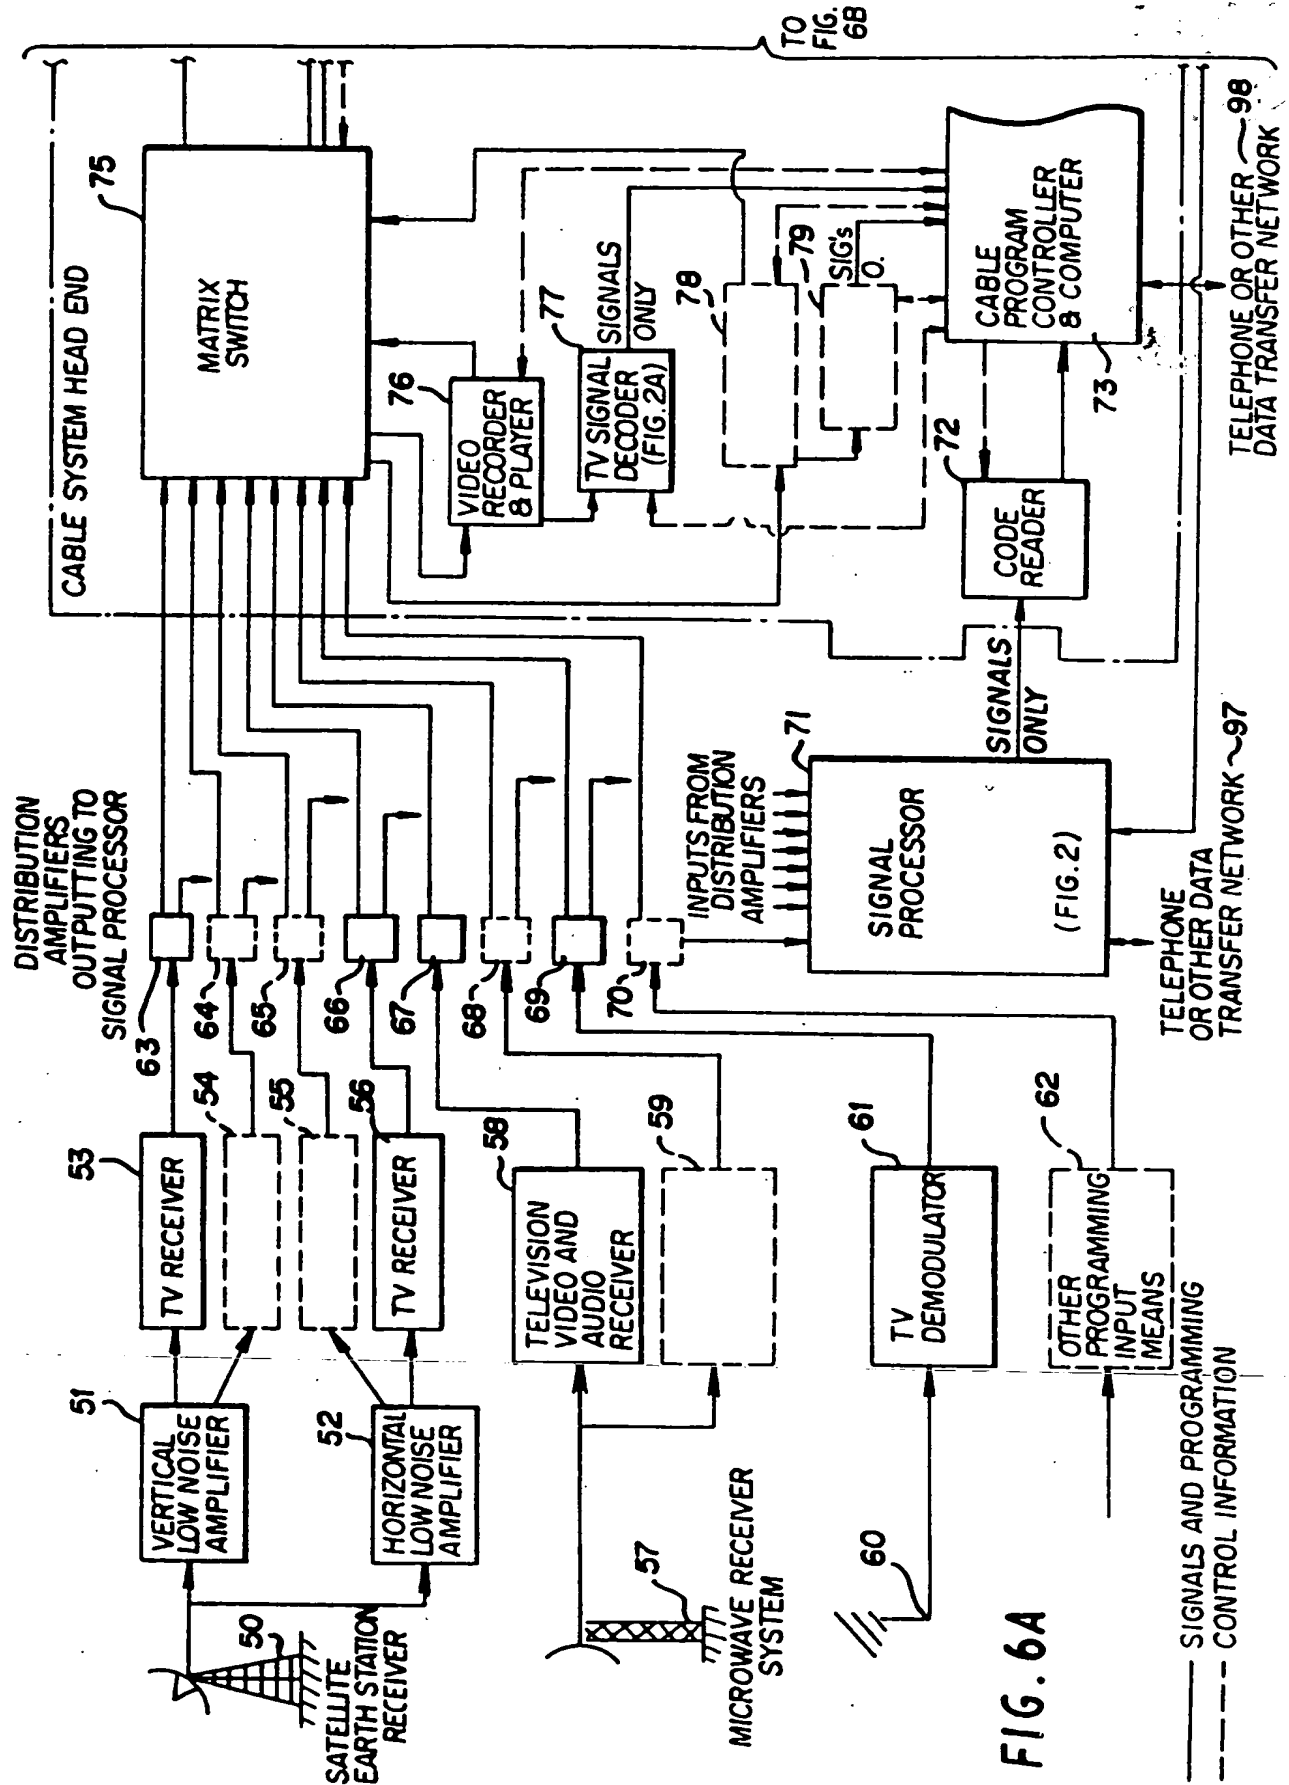 CABLE SYSTEM HEAD END
TO
FIG.
6B
DISTRIBUTION
AMPLIFIERS
OUTPUTTING TO
SIGNAL PROCESSOR
75
MATRIX
SWITCH
51
VERTICAL
LOW NOISE
AMPLIFIER
53
TV RECEIVER
63
54
64
50
SATELLITE
EARTH STATION
RECEIVER
52
HORIZONTAL
LOW NOISE
AMPLIFIER
55
65
56
TV RECEIVER
66
67
76
VIDEO
RECORDER
& PLAYER
58
TELEVISION
VIDEO AND
AUDIO
RECEIVER
68
69
77
TV SIGNAL
DECODER
(FIG. 2A)
SIGNALS
ONLY
57
MICROWAVE RECEIVER
SYSTEM
59
70
INPUTS FROM
DISTRIBUTION
AMPLIFIERS
78
79
SIG'S
O.
60
61
TV
DEMODULATOR
71
SIGNAL
PROCESSOR
(FIG.2)
SIGNALS
ONLY
72
CODE
READER
CABLE
PROGRAM
CONTROLLER
& COMPUTER
73
62
OTHER
PROGRAMMING
INPUT
MEANS
TELEPHONE
OR OTHER DATA
TRANSFER NETWORK 97
TELEPHONE OR OTHER 98
DATA TRANSFER NETWORK
FIG. 6A
SIGNALS AND PROGRAMMING
CONTROL INFORMATION